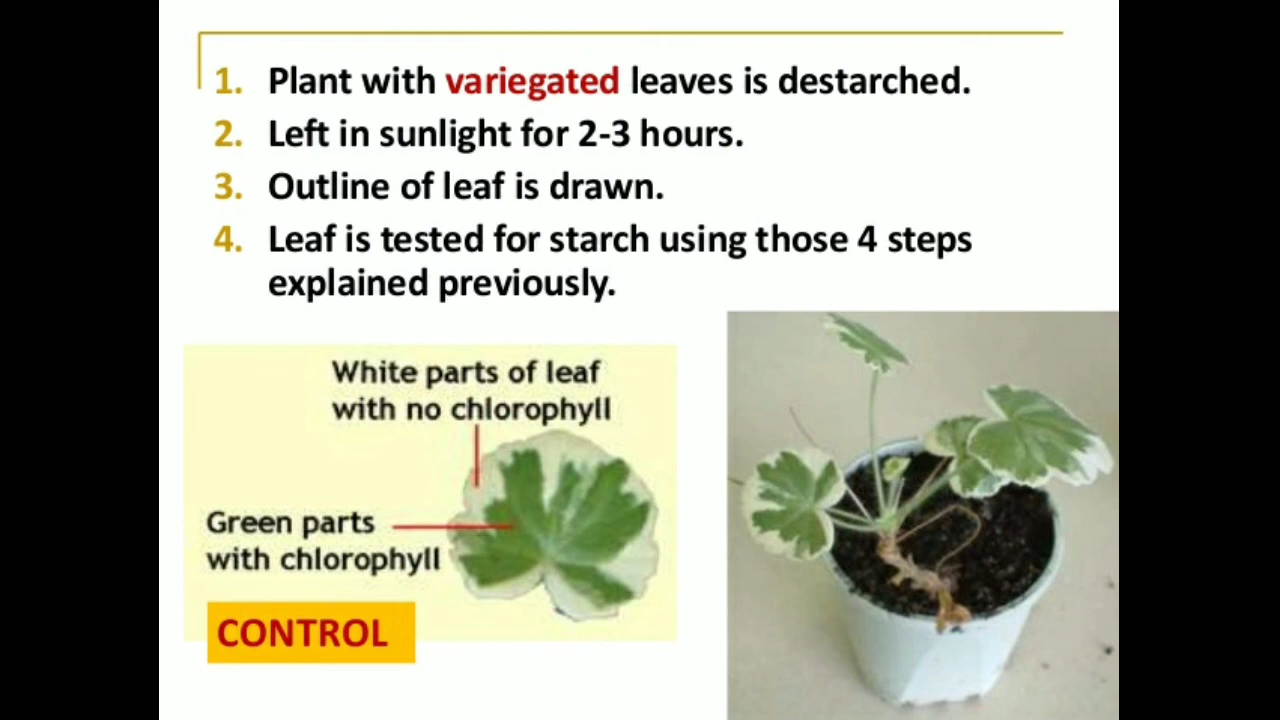 1. Plant with variegated leaves is destarched.
2. Left in sunlight for 2-3 hours.
3. Outline of leaf is drawn.
4. Leaf is tested for starch using those 4 steps
explained previously.
White parts of leaf
with no chlorophyll
Green parts
with chlorophyll
CONTROL